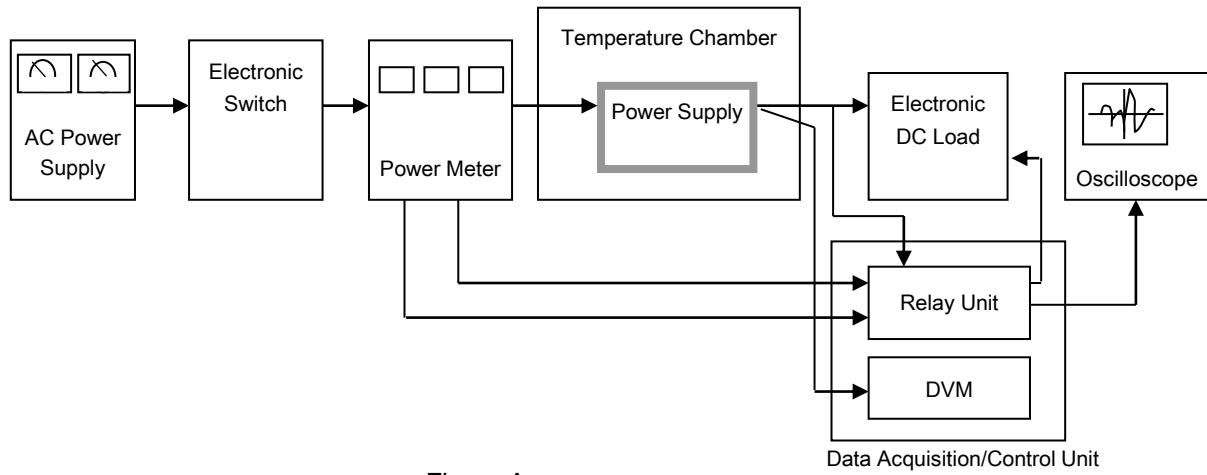 Temperature Chamber
Electronic
Switch
Power Supply
Electronic
DC Load
AC Power
Supply
Power Meter
Oscilloscope
Relay Unit
DVM
Data Acquisition/Control Unit